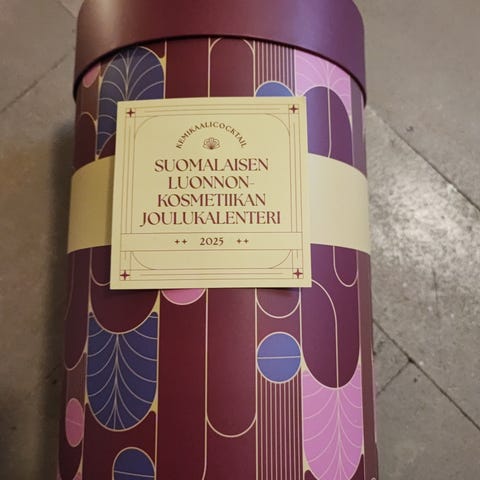 KEMIKAALICOCKTAIL
SUOMALAISEN
LUONNON-
KOSMETIIKAN
JOULUKALENTERI
++ 2025 ++